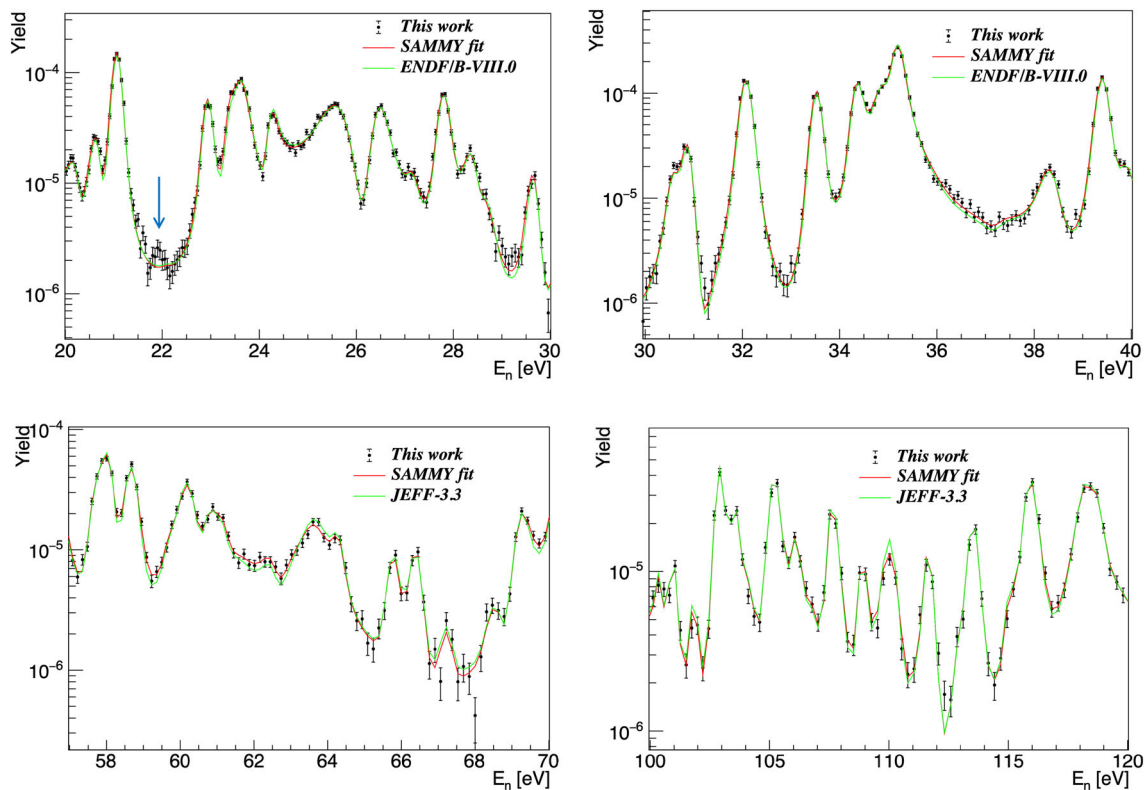 Yield
This work
SAMMY fit
ENDF/B-VIII.0
10⁻⁴
10⁻⁵
10⁻⁶
20 22 24 26 28 30
Eₙ [eV]
Yield
This work
SAMMY fit
ENDF/B-VIII.0
10⁻⁴
10⁻⁵
10⁻⁶
30 32 34 36 38 40
Eₙ [eV]
Yield
This work
SAMMY fit
JEFF-3.3
10⁻⁴
10⁻⁵
10⁻⁶
58 60 62 64 66 68 70
Eₙ [eV]
Yield
This work
SAMMY fit
JEFF-3.3
10⁻⁵
10⁻⁶
100 105 110 115 120
Eₙ [eV]